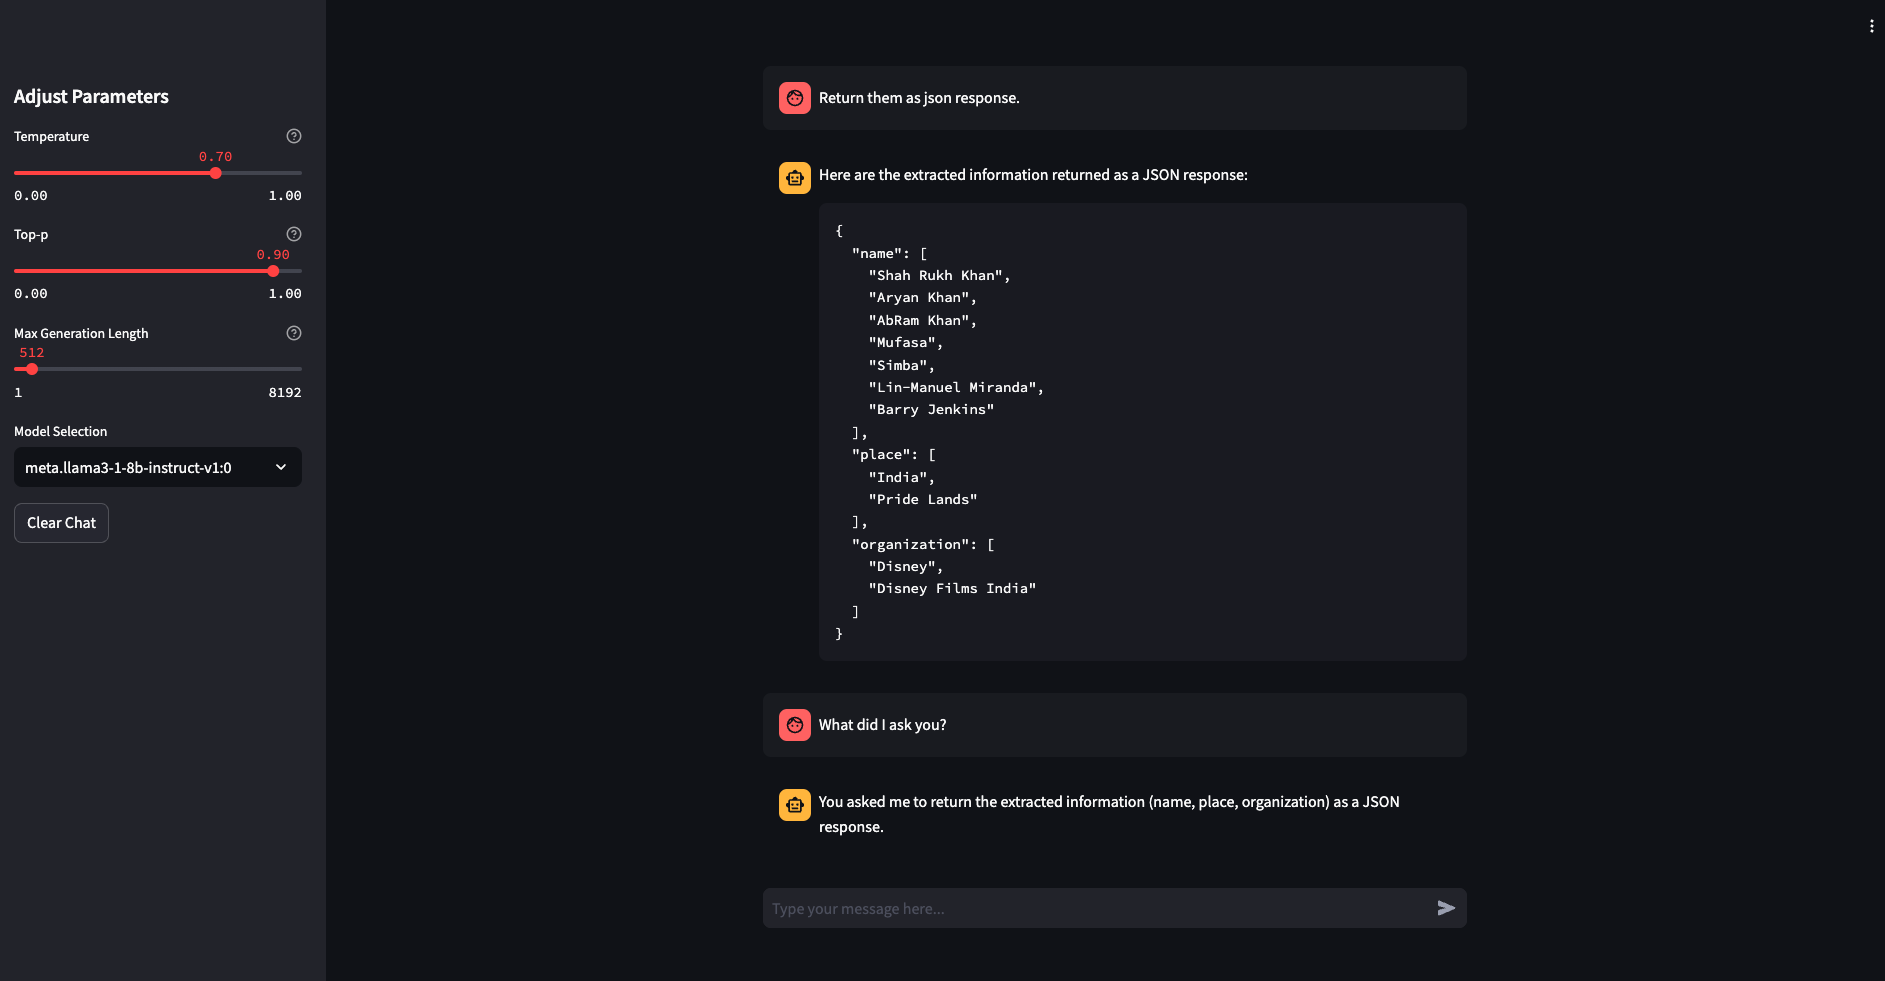 Adjust Parameters
Temperature
0.70
0.00 1.00
Top-p
0.90
0.00 1.00
Max Generation Length
512
1 8192
Model Selection
meta.llama3-1-8b-instruct-v1:0
Clear Chat
Return them as json response.
Here are the extracted information returned as a JSON response:
{
  "name": [
    "Shah Rukh Khan",
    "Aryan Khan",
    "AbRam Khan",
    "Mufasa",
    "Simba",
    "Lin-Manuel Miranda",
    "Barry Jenkins"
  ],
  "place": [
    "India",
    "Pride Lands"
  ],
  "organization": [
    "Disney",
    "Disney Films India"
  ]
}
What did I ask you?
You asked me to return the extracted information (name, place, organization) as a JSON
response.
Type your message here...